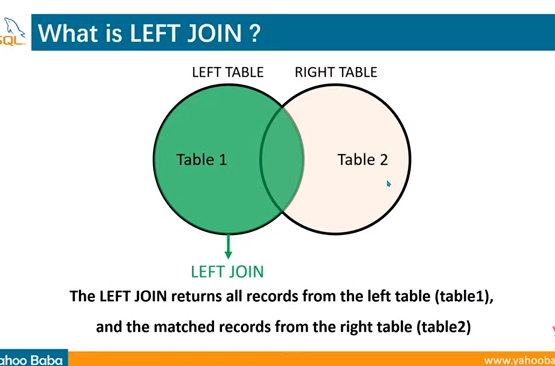 SQL
What is LEFT JOIN ?
LEFT TABLE RIGHT TABLE
Table 1 Table 2
LEFT JOIN
The LEFT JOIN returns all records from the left table (table1),
and the matched records from the right table (table2)
ahoo Baba www.yahooba